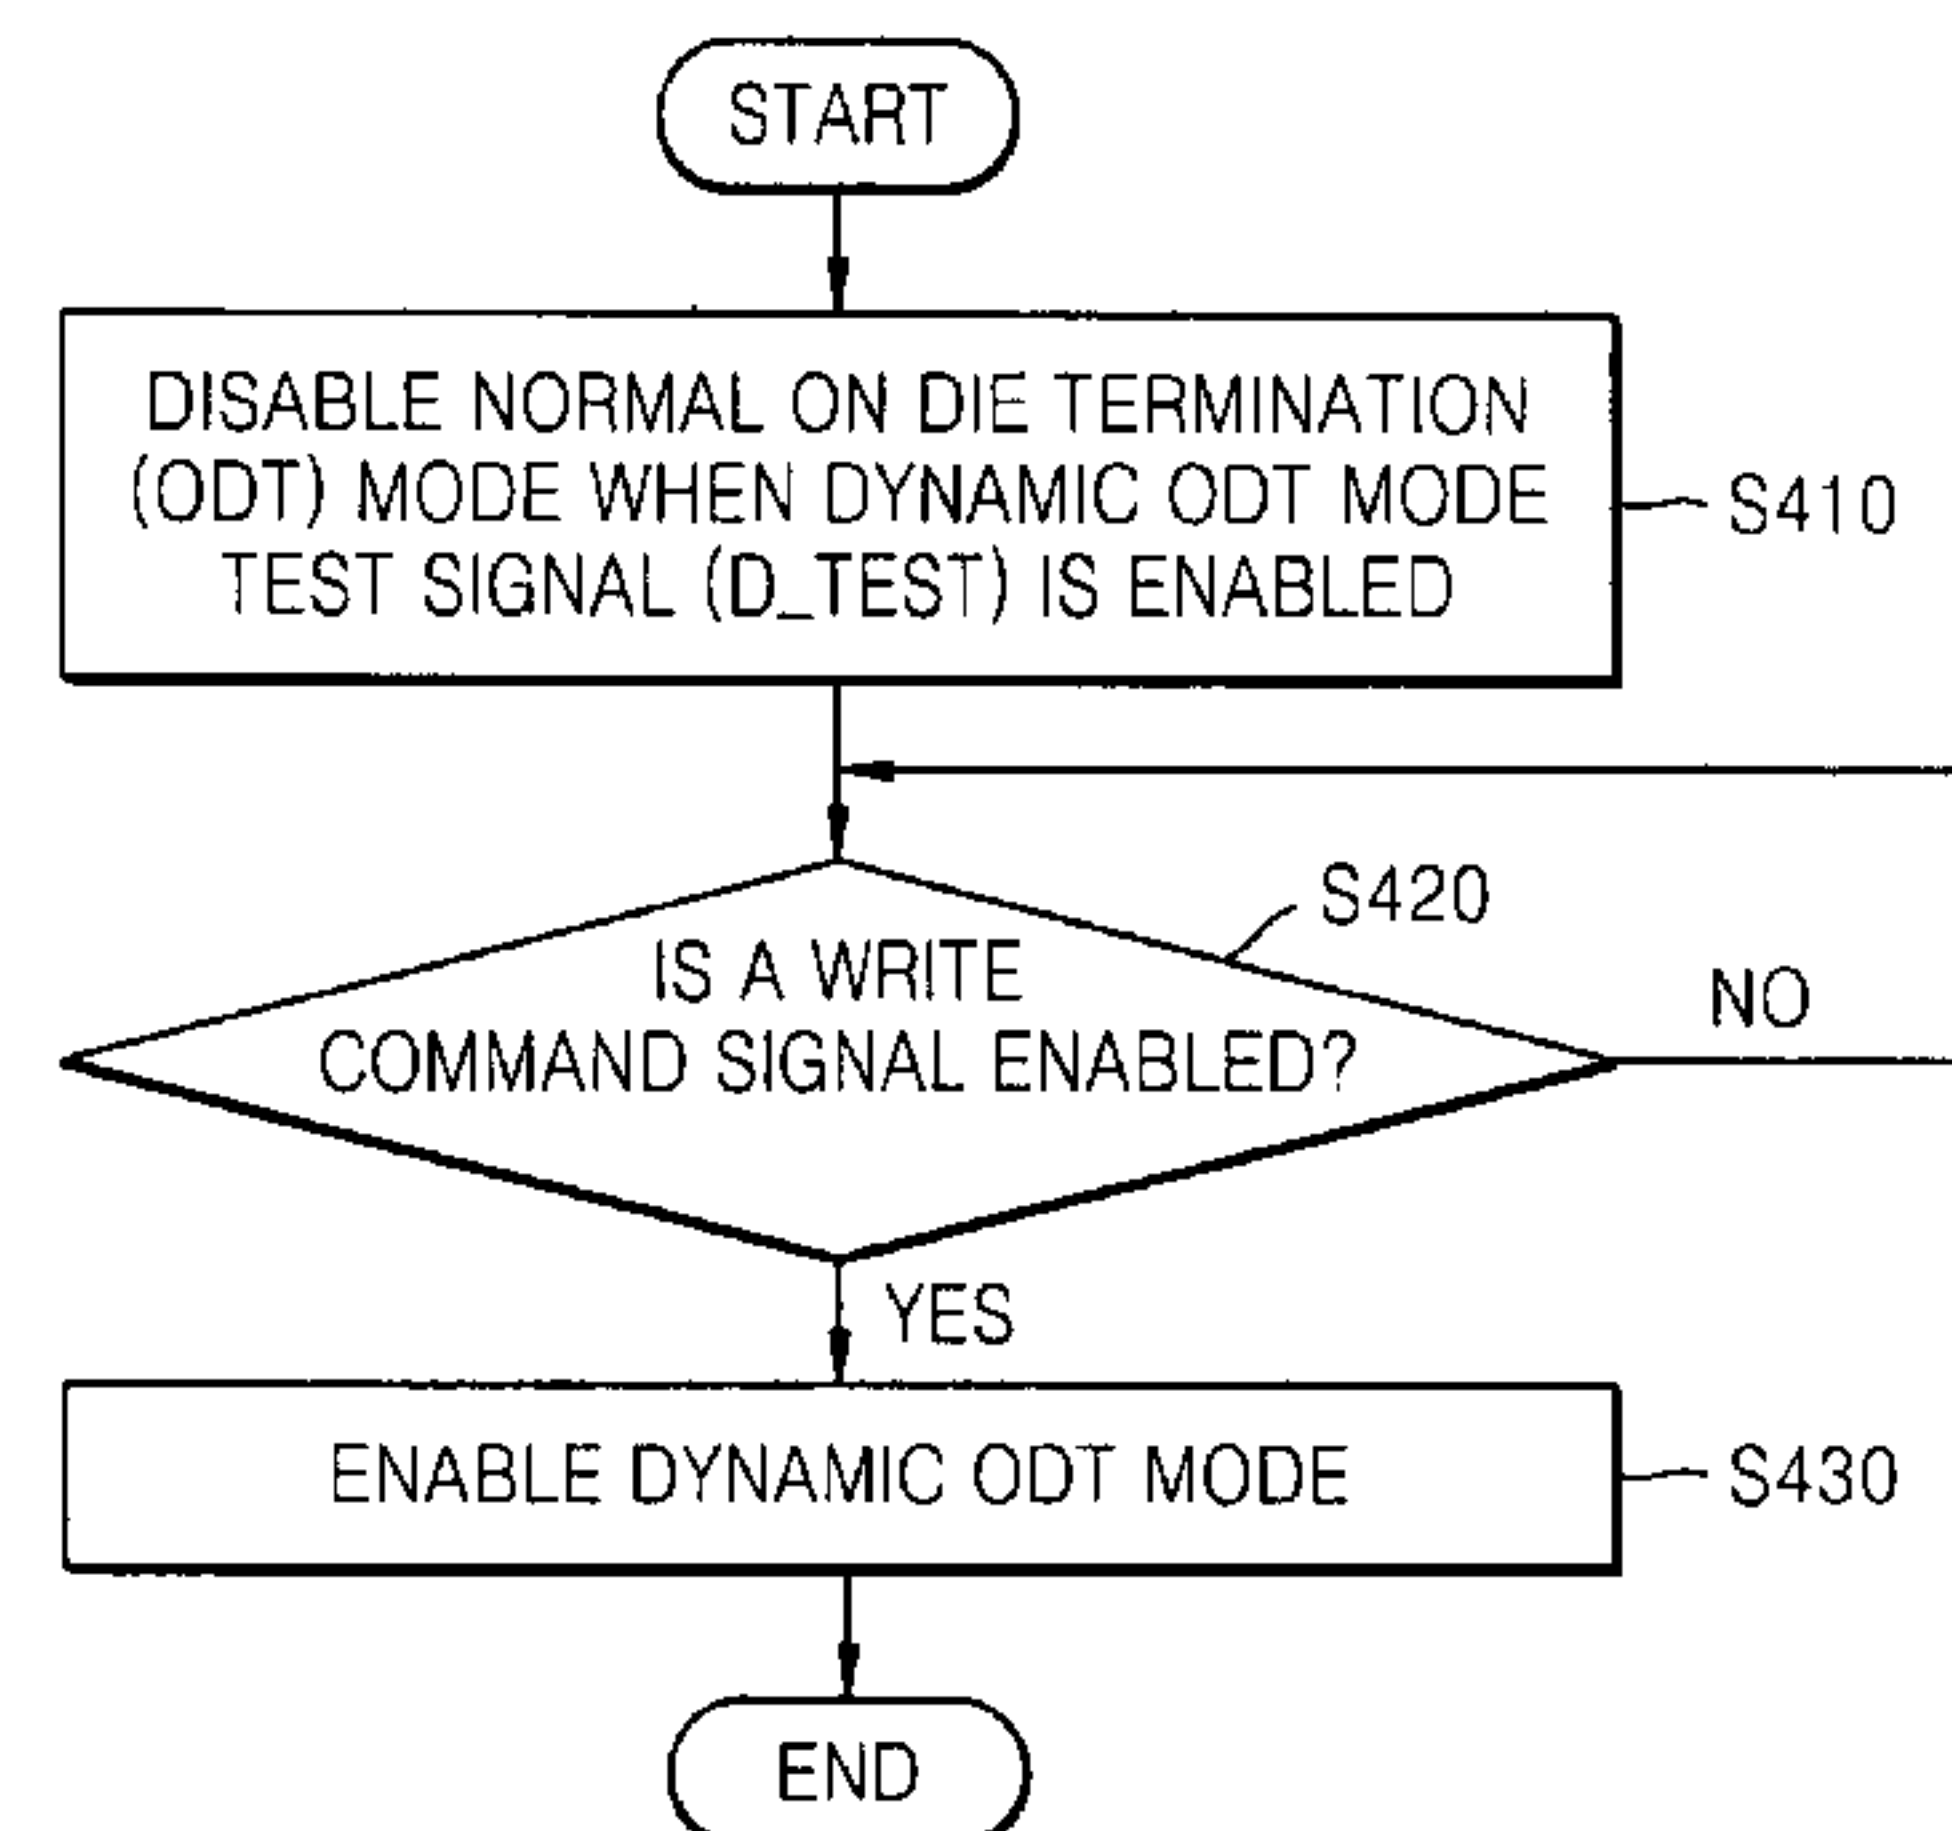 START
DISABLE NORMAL ON DIE TERMINATION
(ODT) MODE WHEN DYNAMIC ODT MODE
TEST SIGNAL (D_TEST) IS ENABLED
S410
S420
IS A WRITE
COMMAND SIGNAL ENABLED?
NO
YES
ENABLE DYNAMIC ODT MODE
S430
END